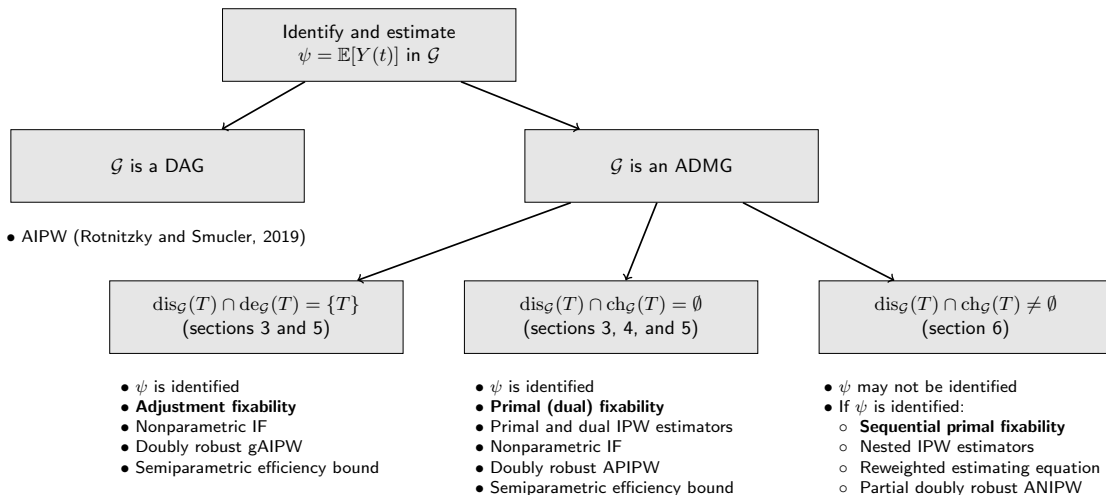 Identify and estimate
ψ = 𝔼[Y(t)] in 𝒢
𝒢 is a DAG
𝒢 is an ADMG
• AIPW (Rotnitzky and Smucler, 2019)
dis𝒢(T) ∩ de𝒢(T) = {T}
(sections 3 and 5)
dis𝒢(T) ∩ ch𝒢(T) = ∅
(sections 3, 4, and 5)
dis𝒢(T) ∩ ch𝒢(T) ≠ ∅
(section 6)
• ψ is identified
• Adjustment fixability
• Nonparametric IF
• Doubly robust gAIPW
• Semiparametric efficiency bound
• ψ is identified
• Primal (dual) fixability
• Primal and dual IPW estimators
• Nonparametric IF
• Doubly robust APIPW
• Semiparametric efficiency bound
• ψ may not be identified
• If ψ is identified:
○ Sequential primal fixability
○ Nested IPW estimators
○ Reweighted estimating equation
○ Partial doubly robust ANIPW